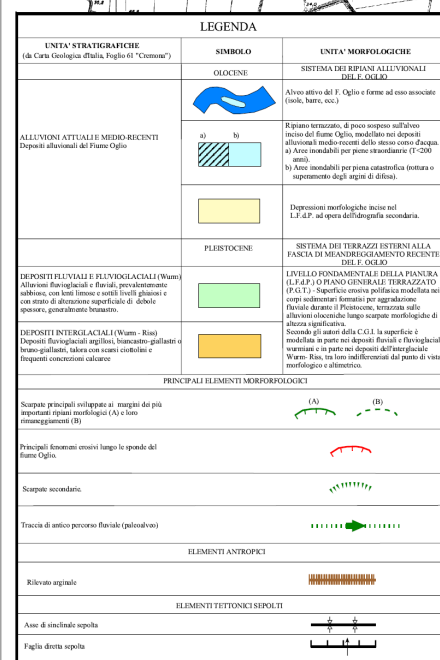 LEGENDA
UNITA' STRATIGRAFICHE
(da Carta Geologica d'Italia, Foglio 61 "Cremona")
SIMBOLO
UNITA' MORFOLOGICHE
OLOCENE
SISTEMA DEI RIPIANI ALLUVIONALI
DEL F. OGLIO
ALLUVIONI ATTUALI E MEDIO-RECENTI
Depositi alluvionali del Fiume Oglio
Alveo attivo del F. Oglio e forme ad esso associate
(isole, barre, ecc.)
a) b)
Ripiano terrazzato, di poco sospeso sull'alveo
inciso del fiume Oglio, modellato nei depositi
alluvionali medio-recenti dello stesso corso d'acqua.
a) Aree inondabili per piene straordianrie (T<200
anni).
b) Aree inondabili per piena catastrofica (rottura o
superamento degli argini di difesa).
Depressioni morfologiche incise nel
L.F.d.P. ad opera dell'idrografia secondaria.
PLEISTOCENE
SISTEMA DEI TERRAZZI ESTERNI ALLA
FASCIA DI MEANDREGGIAMENTO RECENTE
DEL F. OGLIO
DEPOSITI FLUVIALI E FLUVIOGLACIALI (Wurm)
Alluvioni fluvioglaciali e fluviali, prevalentemente
sabbiose, con lenti limose e sottili livelli ghiaiosi e
con strato di alterazione superficiale di debole
spessore, generalmente brunastro.
LIVELLO FONDAMENTALE DELLA PIANURA
(L.F.d.P.) O PIANO GENERALE TERRAZZATO
(P.G.T.) - Superficie erosiva polifasica modellata nei
corpi sedimentari formatisi per aggradazione
fluviale durante il Pleistocene, terrazzata sulle
alluvioni oloceniche lungo scarpate morfologiche di
altezza significativa.
Secondo gli autori della C.G.I. la superficie è
modellata in parte nei depositi fluviali e fluvioglacial
wurmiani e in parte nei depositi dell'interglaciale
Wurm- Riss, tra loro indifferenziati dal punto di vista
morfologico e altimetrico.
DEPOSITI INTERGLACIALI (Wurm - Riss)
Depositi fluvioglaciali argillosi, biancastro-giallastri o
bruno-giallastri, talora con scarsi ciottolini e
frequenti concrezioni calcaree
PRINCIPALI ELEMENTI MORFORFOLOGICI
Scarpate principali sviluppate ai margini dei più
importanti ripiani morfologici (A) e loro
rimaneggiamenti (B)
(A) (B)
Principali fenomeni erosivi lungo le sponde del
fiume Oglio.
Scarpate secondarie.
Traccia di antico percorso fluviale (paleoalveo)
ELEMENTI ANTROPICI
Rilevato arginale
ELEMENTI TETTONICI SEPOLTI
Asse di sinclinale sepolta
Faglia diretta sepolta